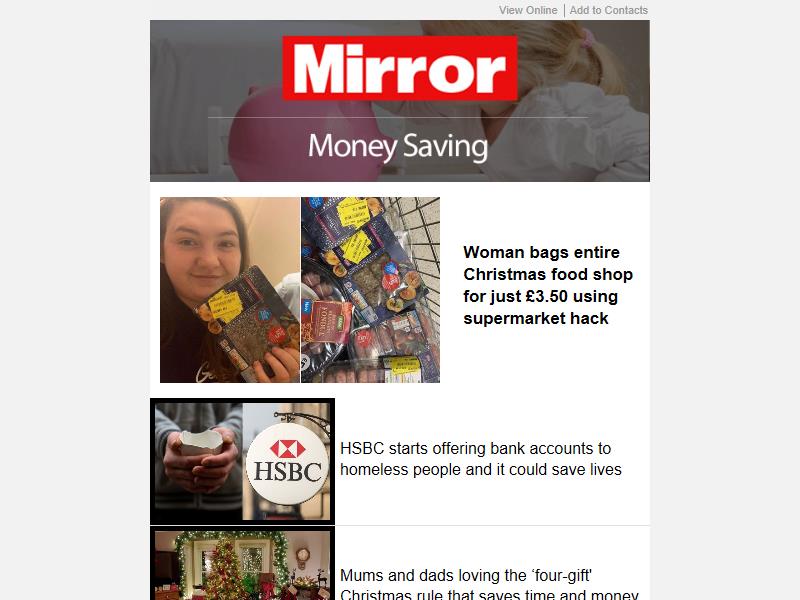 View Online | Add to Contacts
Mirror
Money Saving
Woman bags entire
Christmas food shop
for just £3.50 using
supermarket hack
HSBC
HSBC starts offering bank accounts to
homeless people and it could save lives
Mums and dads loving the ‘four-gift'
Christmas rule that saves time and money